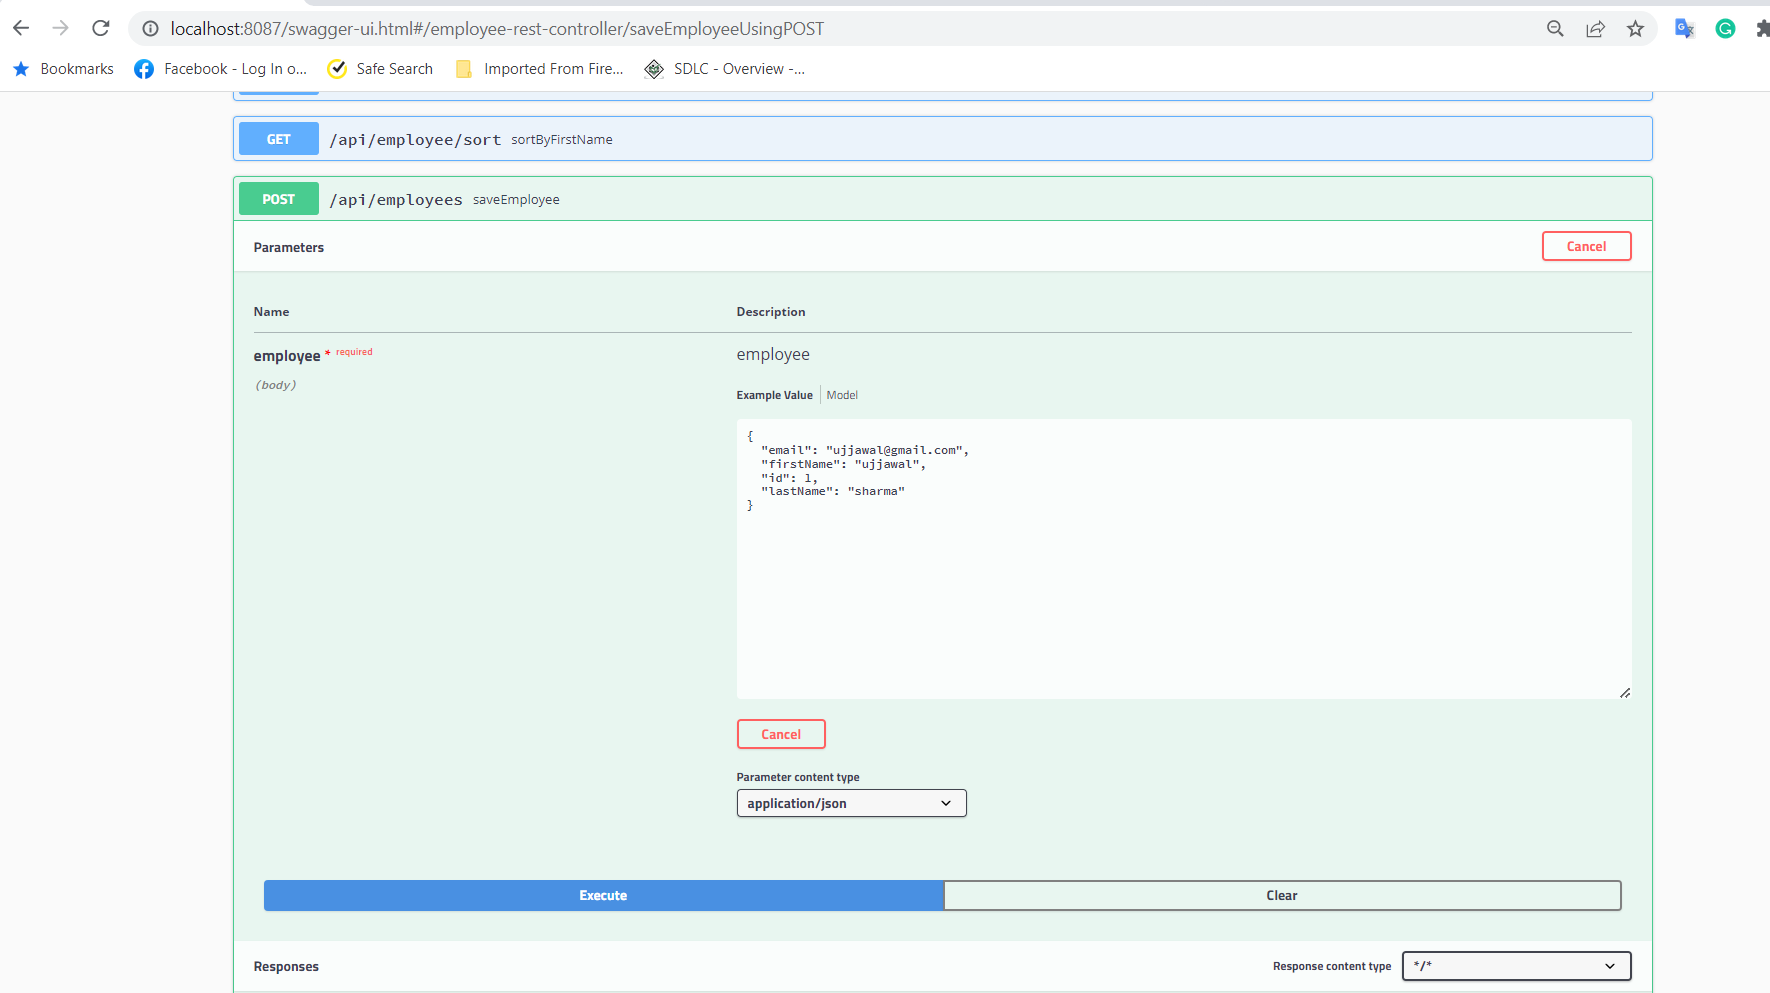 localhost:8087/swagger-ui.html#/employee-rest-controller/saveEmployeeUsingPOST
Bookmarks Facebook - Log In o... Safe Search Imported From Fire... SDLC - Overview -...
GET /api/employee/sort sortByFirstName
POST /api/employees saveEmployee
Parameters Cancel
Name Description
employee * required employee
(body)
Example Value Model
{
"email": "ujjawal@gmail.com",
"firstName": "ujjawal",
"id": 1,
"lastName": "sharma"
}
Cancel
Parameter content type
application/json
Execute Clear
Responses Response content type */*